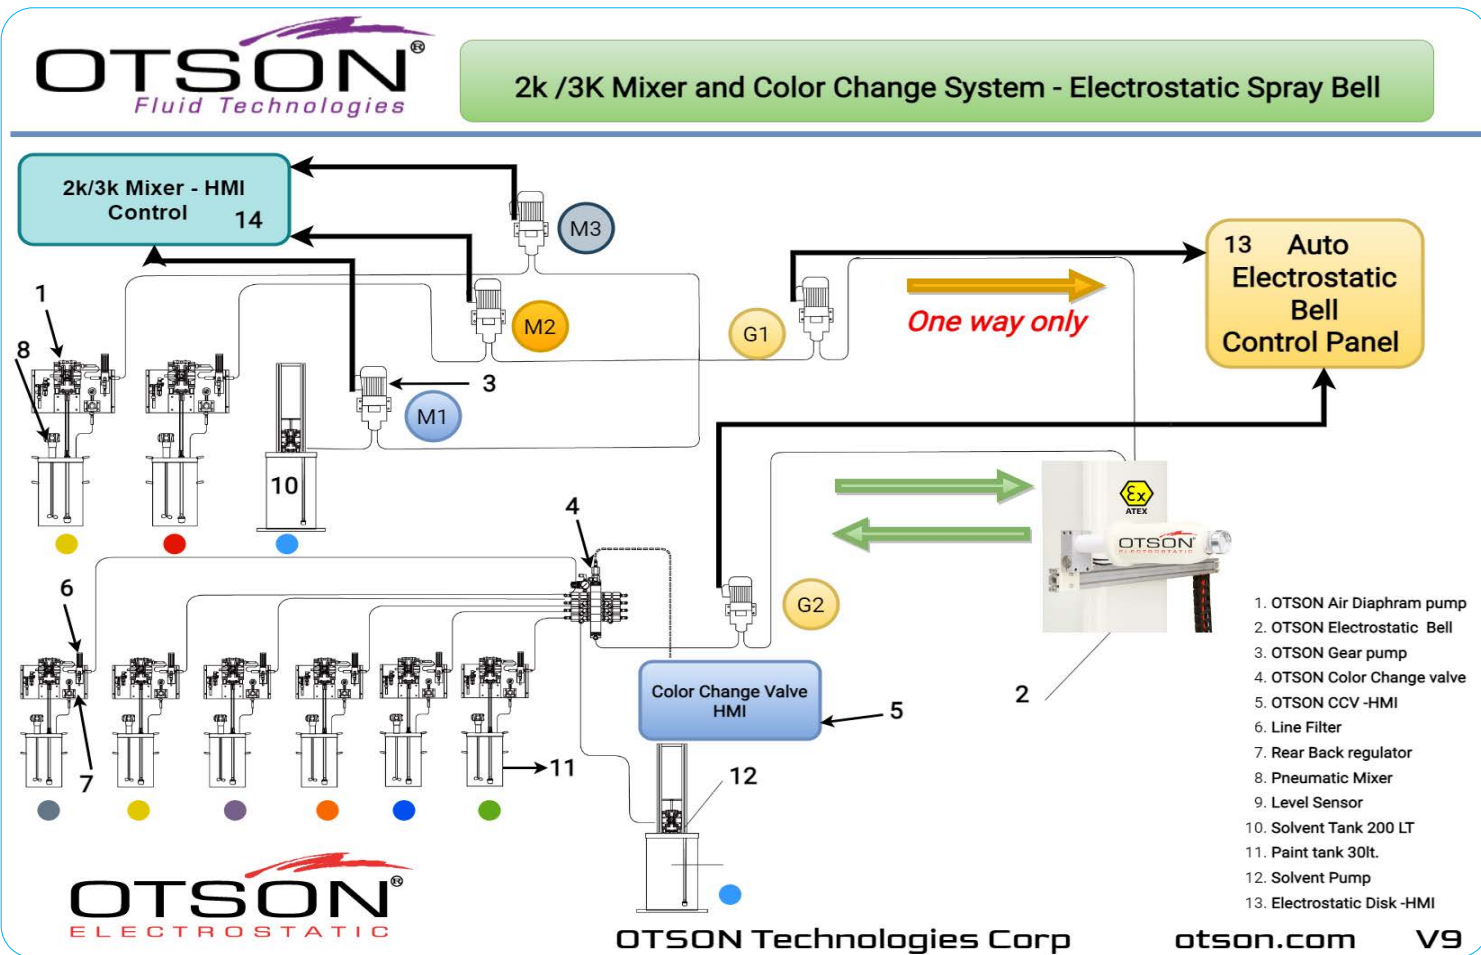 OTSON®
Fluid Technologies
2k /3K Mixer and Color Change System - Electrostatic Spray Bell
2k/3k Mixer - HMI
Control 14
M3
13 Auto
Electrostatic
Bell
Control Panel
1
8
M2
G1
One way only
3
M1
10
4
Ex
ATEX
OTSON
ELECTROSTATIC
6
G2
Color Change Valve
HMI
5
2
7
11
12
1. OTSON Air Diaphram pump
2. OTSON Electrostatic Bell
3. OTSON Gear pump
4. OTSON Color Change valve
5. OTSON CCV -HMI
6. Line Filter
7. Rear Back regulator
8. Pneumatic Mixer
9. Level Sensor
10. Solvent Tank 200 LT
11. Paint tank 30lt.
12. Solvent Pump
13. Electrostatic Disk -HMI
OTSON®
ELECTROSTATIC
OTSON Technologies Corp otson.com V9